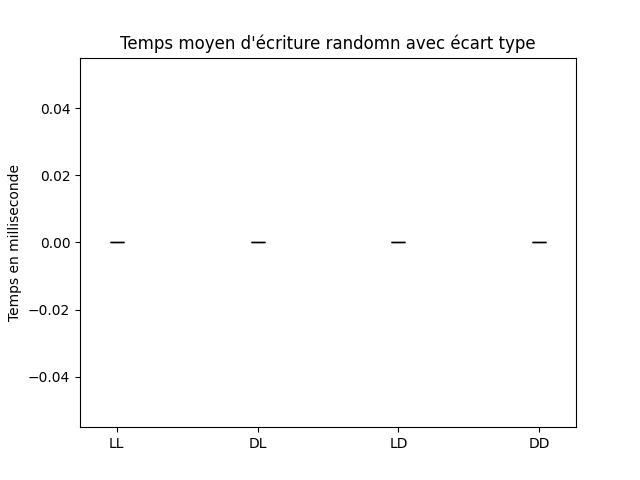 Temps moyen d'écriture randomn avec écart type
Temps en milliseconde
0.04
0.02
0.00
−0.02
−0.04
LL DL LD DD